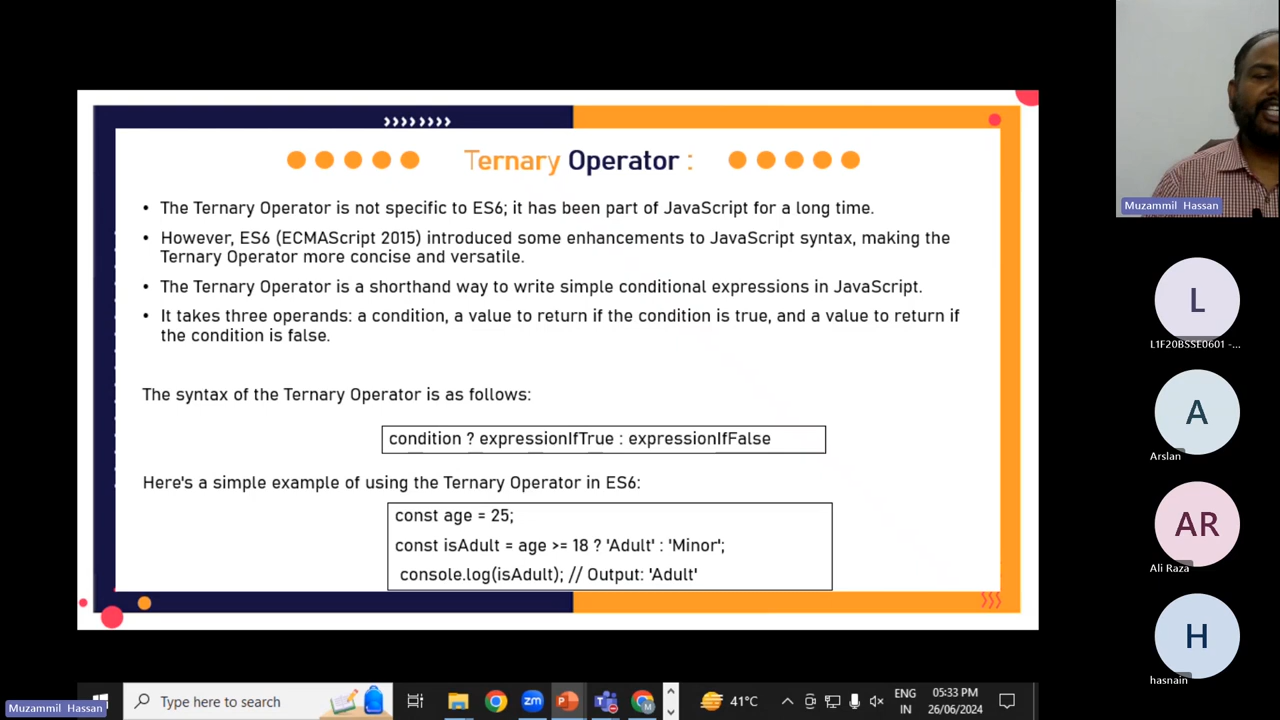 Ternary Operator :
• The Ternary Operator is not specific to ES6; it has been part of JavaScript for a long time.
• However, ES6 (ECMAScript 2015) introduced some enhancements to JavaScript syntax, making the
Ternary Operator more concise and versatile.
• The Ternary Operator is a shorthand way to write simple conditional expressions in JavaScript.
• It takes three operands: a condition, a value to return if the condition is true, and a value to return if
the condition is false.
The syntax of the Ternary Operator is as follows:
condition ? expressionIfTrue : expressionIfFalse
Here's a simple example of using the Ternary Operator in ES6:
const age = 25;
const isAdult = age >= 18 ? 'Adult' : 'Minor';
console.log(isAdult); // Output: 'Adult'
Muzammil Hassan
L
L1F20BSSE0601 -...
A
Arslan
AR
Ali Raza
H
hasnain
Muzammil Hassan
Type here to search
zm
41°C
ENG
IN
05:33 PM
26/06/2024